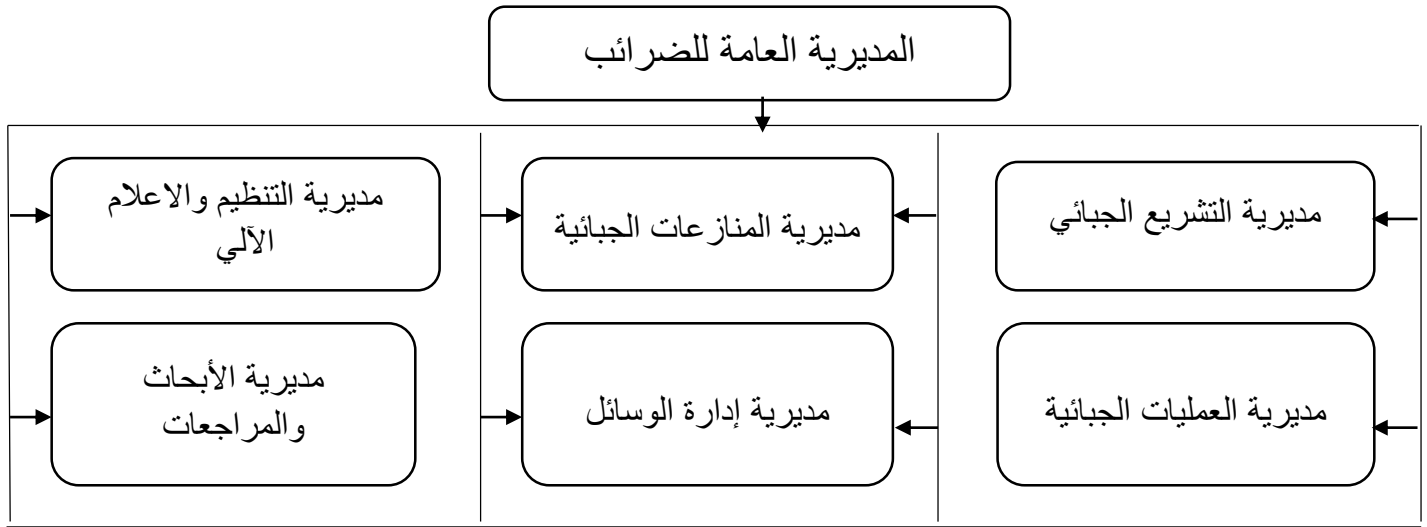 المديرية العامة للضرائب
مديرية التشريع الجبائي
مديرية المنازعات الجبائية
مديرية التنظيم والاعلام
الآلي
مديرية العمليات الجبائية
مديرية إدارة الوسائل
مديرية الأبحاث
والمراجعات